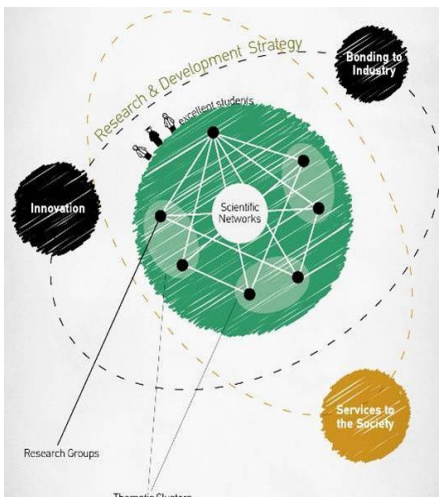 Research & Development Strategy
excellent students
Bonding to
Industry
Innovation
Scientific
Networks
Services to
the Society
Research Groups
Thematic Clusters